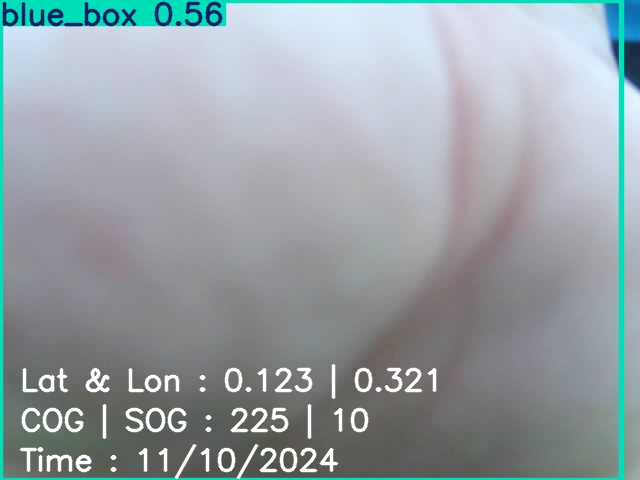 blue_box 0.56
Lat & Lon : 0.123 | 0.321
COG | SOG : 225 | 10
Time : 11/10/2024